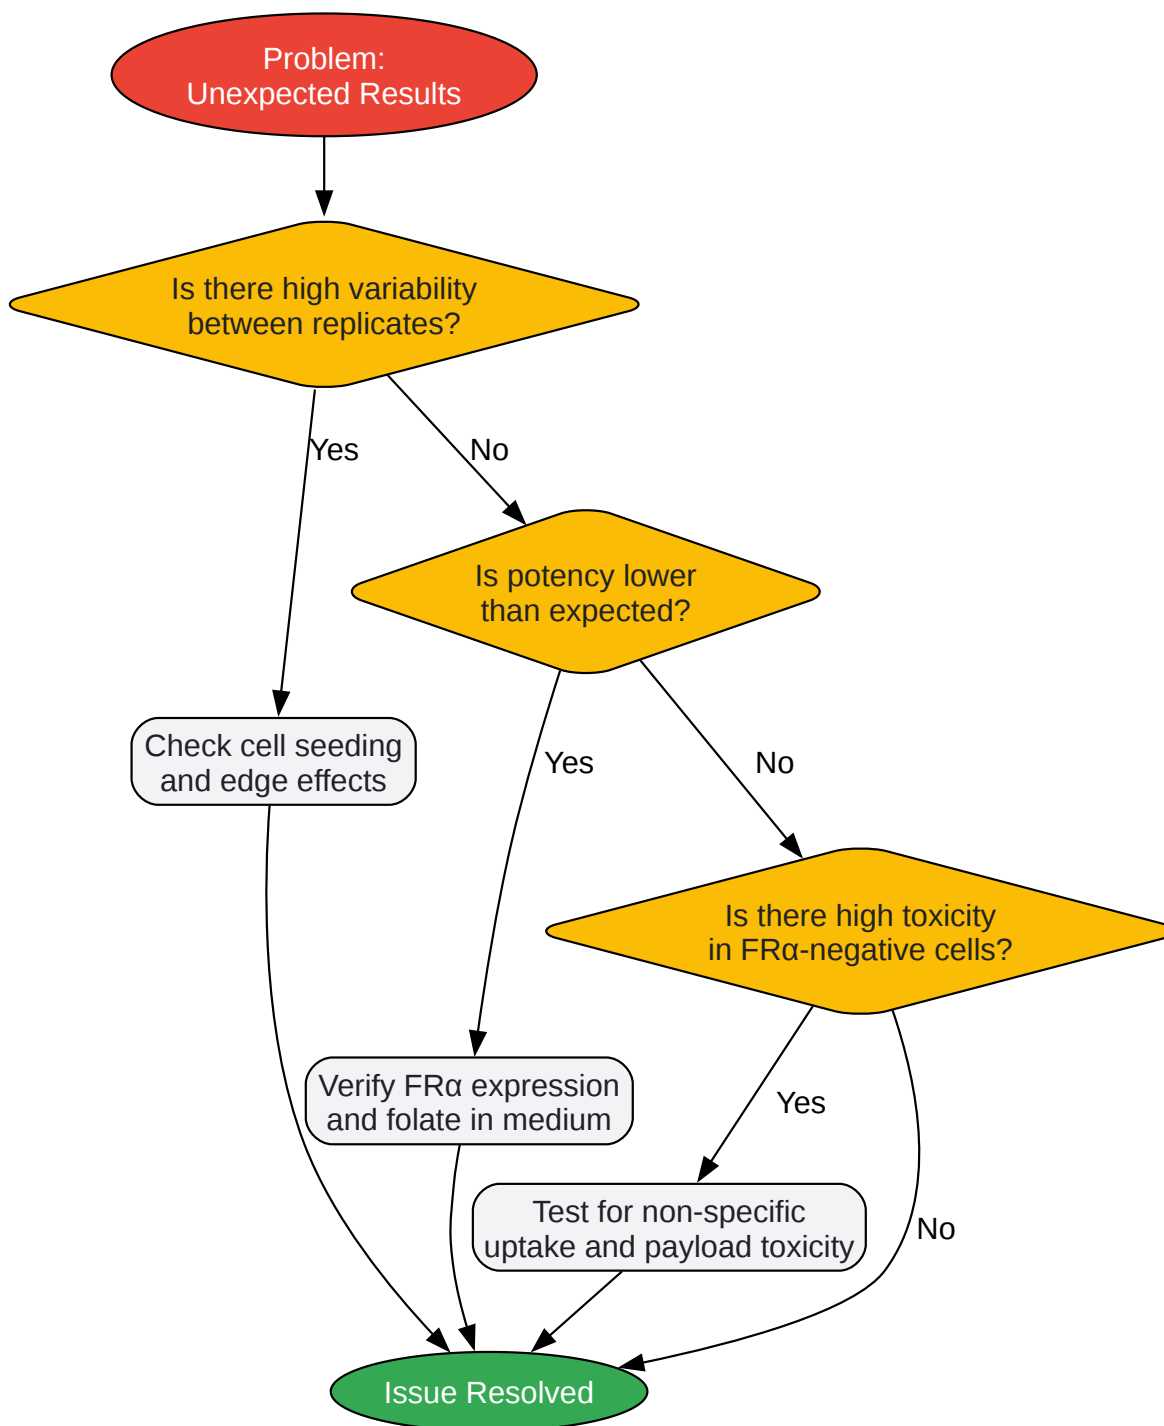 Problem:
Unexpected Results
Is there high variability
between replicates?
Yes
No
Is potency lower
than expected?
Check cell seeding
and edge effects
Yes
No
Is there high toxicity
in FRα-negative cells?
Verify FRα expression
and folate in medium
Yes
Test for non-specific
uptake and payload toxicity
No
Issue Resolved